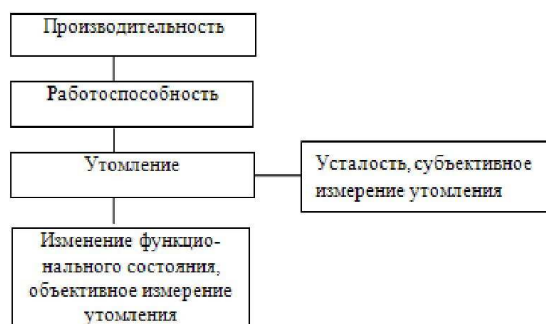 Производительность
Работоспособность
Утомление
Усталость, субъективное
измерение утомления
Изменение функцио-
нального состояния,
объективное измерение
утомления